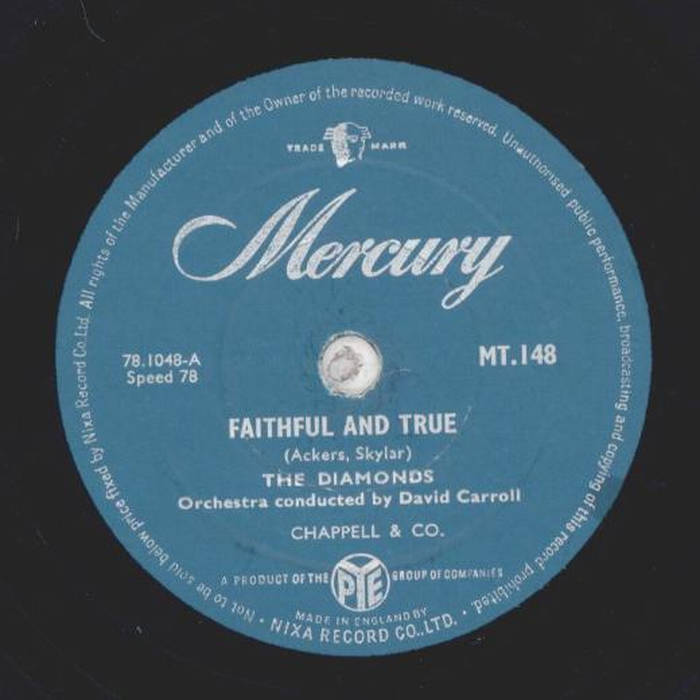 All rights of the Manufacturer and of the Owner of the recorded work reserved. Unauthorised public performance, broadcasting and copying of this record prohibited.
TRADE MARK
Mercury
78.1048-A
Speed 78
MT.148
FAITHFUL AND TRUE
(Ackers, Skylar)
THE DIAMONDS
Orchestra conducted by David Carroll
CHAPPELL & CO.
A PRODUCT OF THE PYE GROUP OF COMPANIES
MADE IN ENGLAND BY
• NIXA RECORD CO., LTD. •
Not to be sold below price fixed by Nixa Record Co. Ltd.